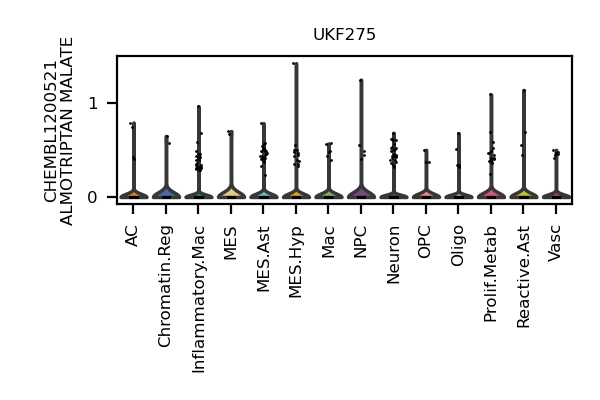 UKF275
CHEMBL1200521
ALMOTRIPTAN MALATE
1
0
AC
Chromatin.Reg
Inflammatory.Mac
MES
MES.Ast
MES.Hyp
Mac
NPC
Neuron
OPC
Oligo
Prolif.Metab
Reactive.Ast
Vasc